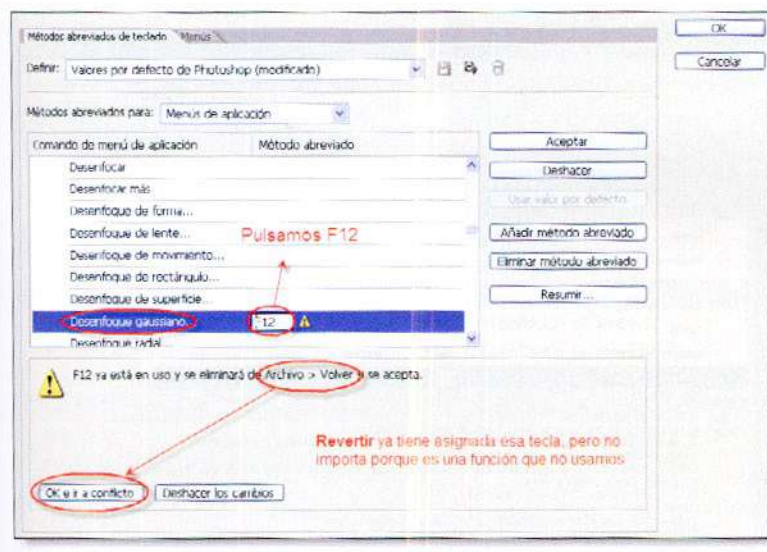 Métodos abreviados de teclado Menús
OK
Definir: Valores por defecto de Photoshop (modificado)
Cancelar
Métodos abreviados para: Menús de aplicación
Comando de menú de aplicación Método abreviado
Aceptar
Desenfocar
Deshacer
Desenfocar más
Usar valor por defecto
Desenfoque de forma...
Desenfoque de lente...
Pulsamos F12
Añadir método abreviado
Desenfoque de movimiento...
Eliminar método abreviado
Desenfoque de rectángulo...
Desenfoque de superficie...
Resumir...
Desenfoque gaussiano... F12
Desenfoque radial...
F12 ya está en uso y se eliminará de Archivo > Volver si se acepta.
Revertir ya tiene asignada esa tecla, pero no
importa porque es una función que no usamos
OK e ir a conflicto Deshacer los cambios